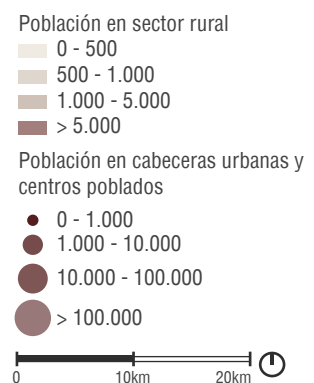 Población en sector rural
0 - 500
500 - 1.000
1.000 - 5.000
> 5.000
Población en cabeceras urbanas y
centros poblados
0 - 1.000
1.000 - 10.000
10.000 - 100.000
> 100.000
0 10km 20km